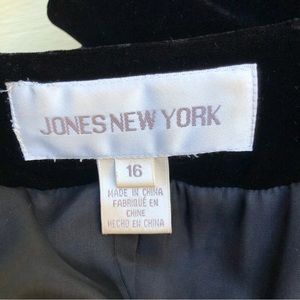 JONES NEW YORK
16
MADE IN CHINA
FABRIQUÉ EN
CHINE
HECHO EN CHINA